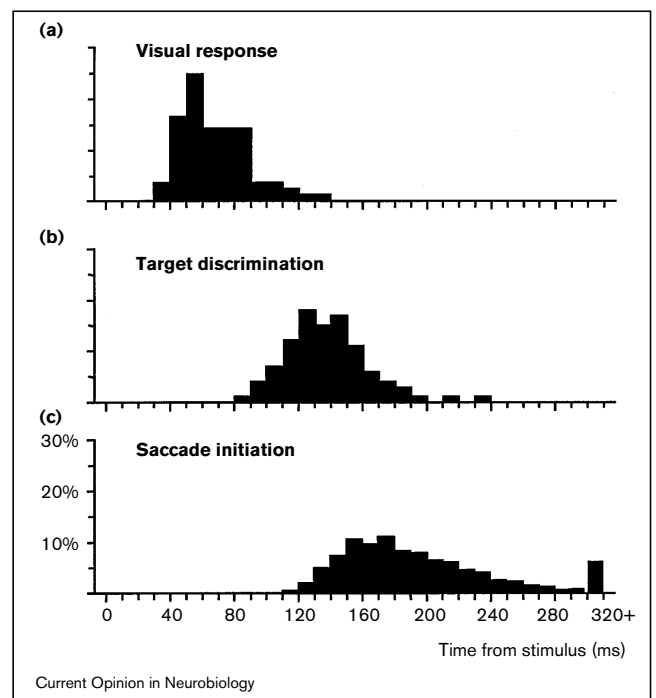 (a)
Visual response
(b)
Target discrimination
(c)
30%
Saccade initiation
20%
10%
0 40 80 120 160 200 240 280 320+
Time from stimulus (ms)
Current Opinion in Neurobiology